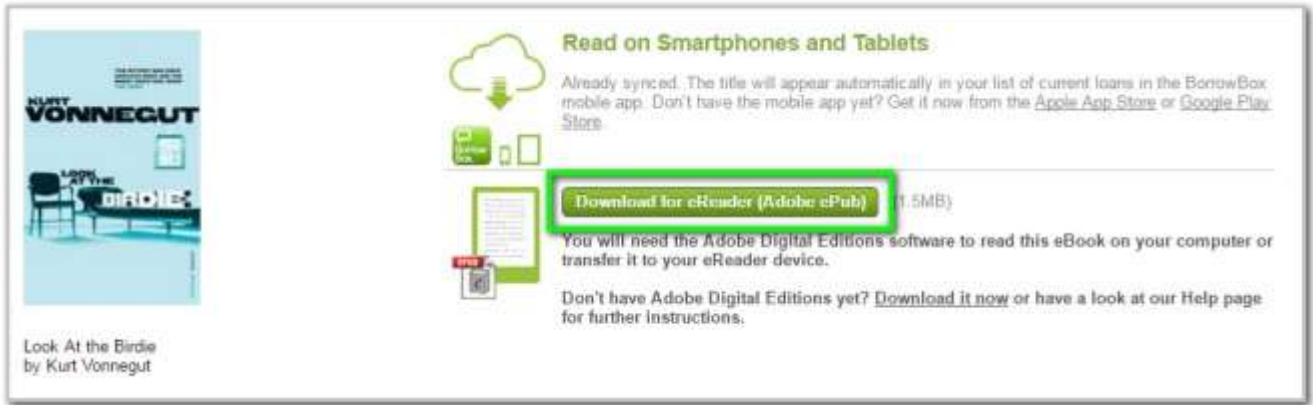 KURT
VONNEGUT
LOOK
AT THE
BIRDIE
Look At the Birdie
by Kurt Vonnegut
Read on Smartphones and Tablets
Already synced. The title will appear automatically in your list of current loans in the BorrowBox
mobile app. Don't have the mobile app yet? Get it now from the Apple App Store or Google Play
Store.
Download for eReader (Adobe ePub)
1.5MB)
You will need the Adobe Digital Editions software to read this eBook on your computer or
transfer it to your eReader device.
Don't have Adobe Digital Editions yet? Download it now or have a look at our Help page
for further instructions.